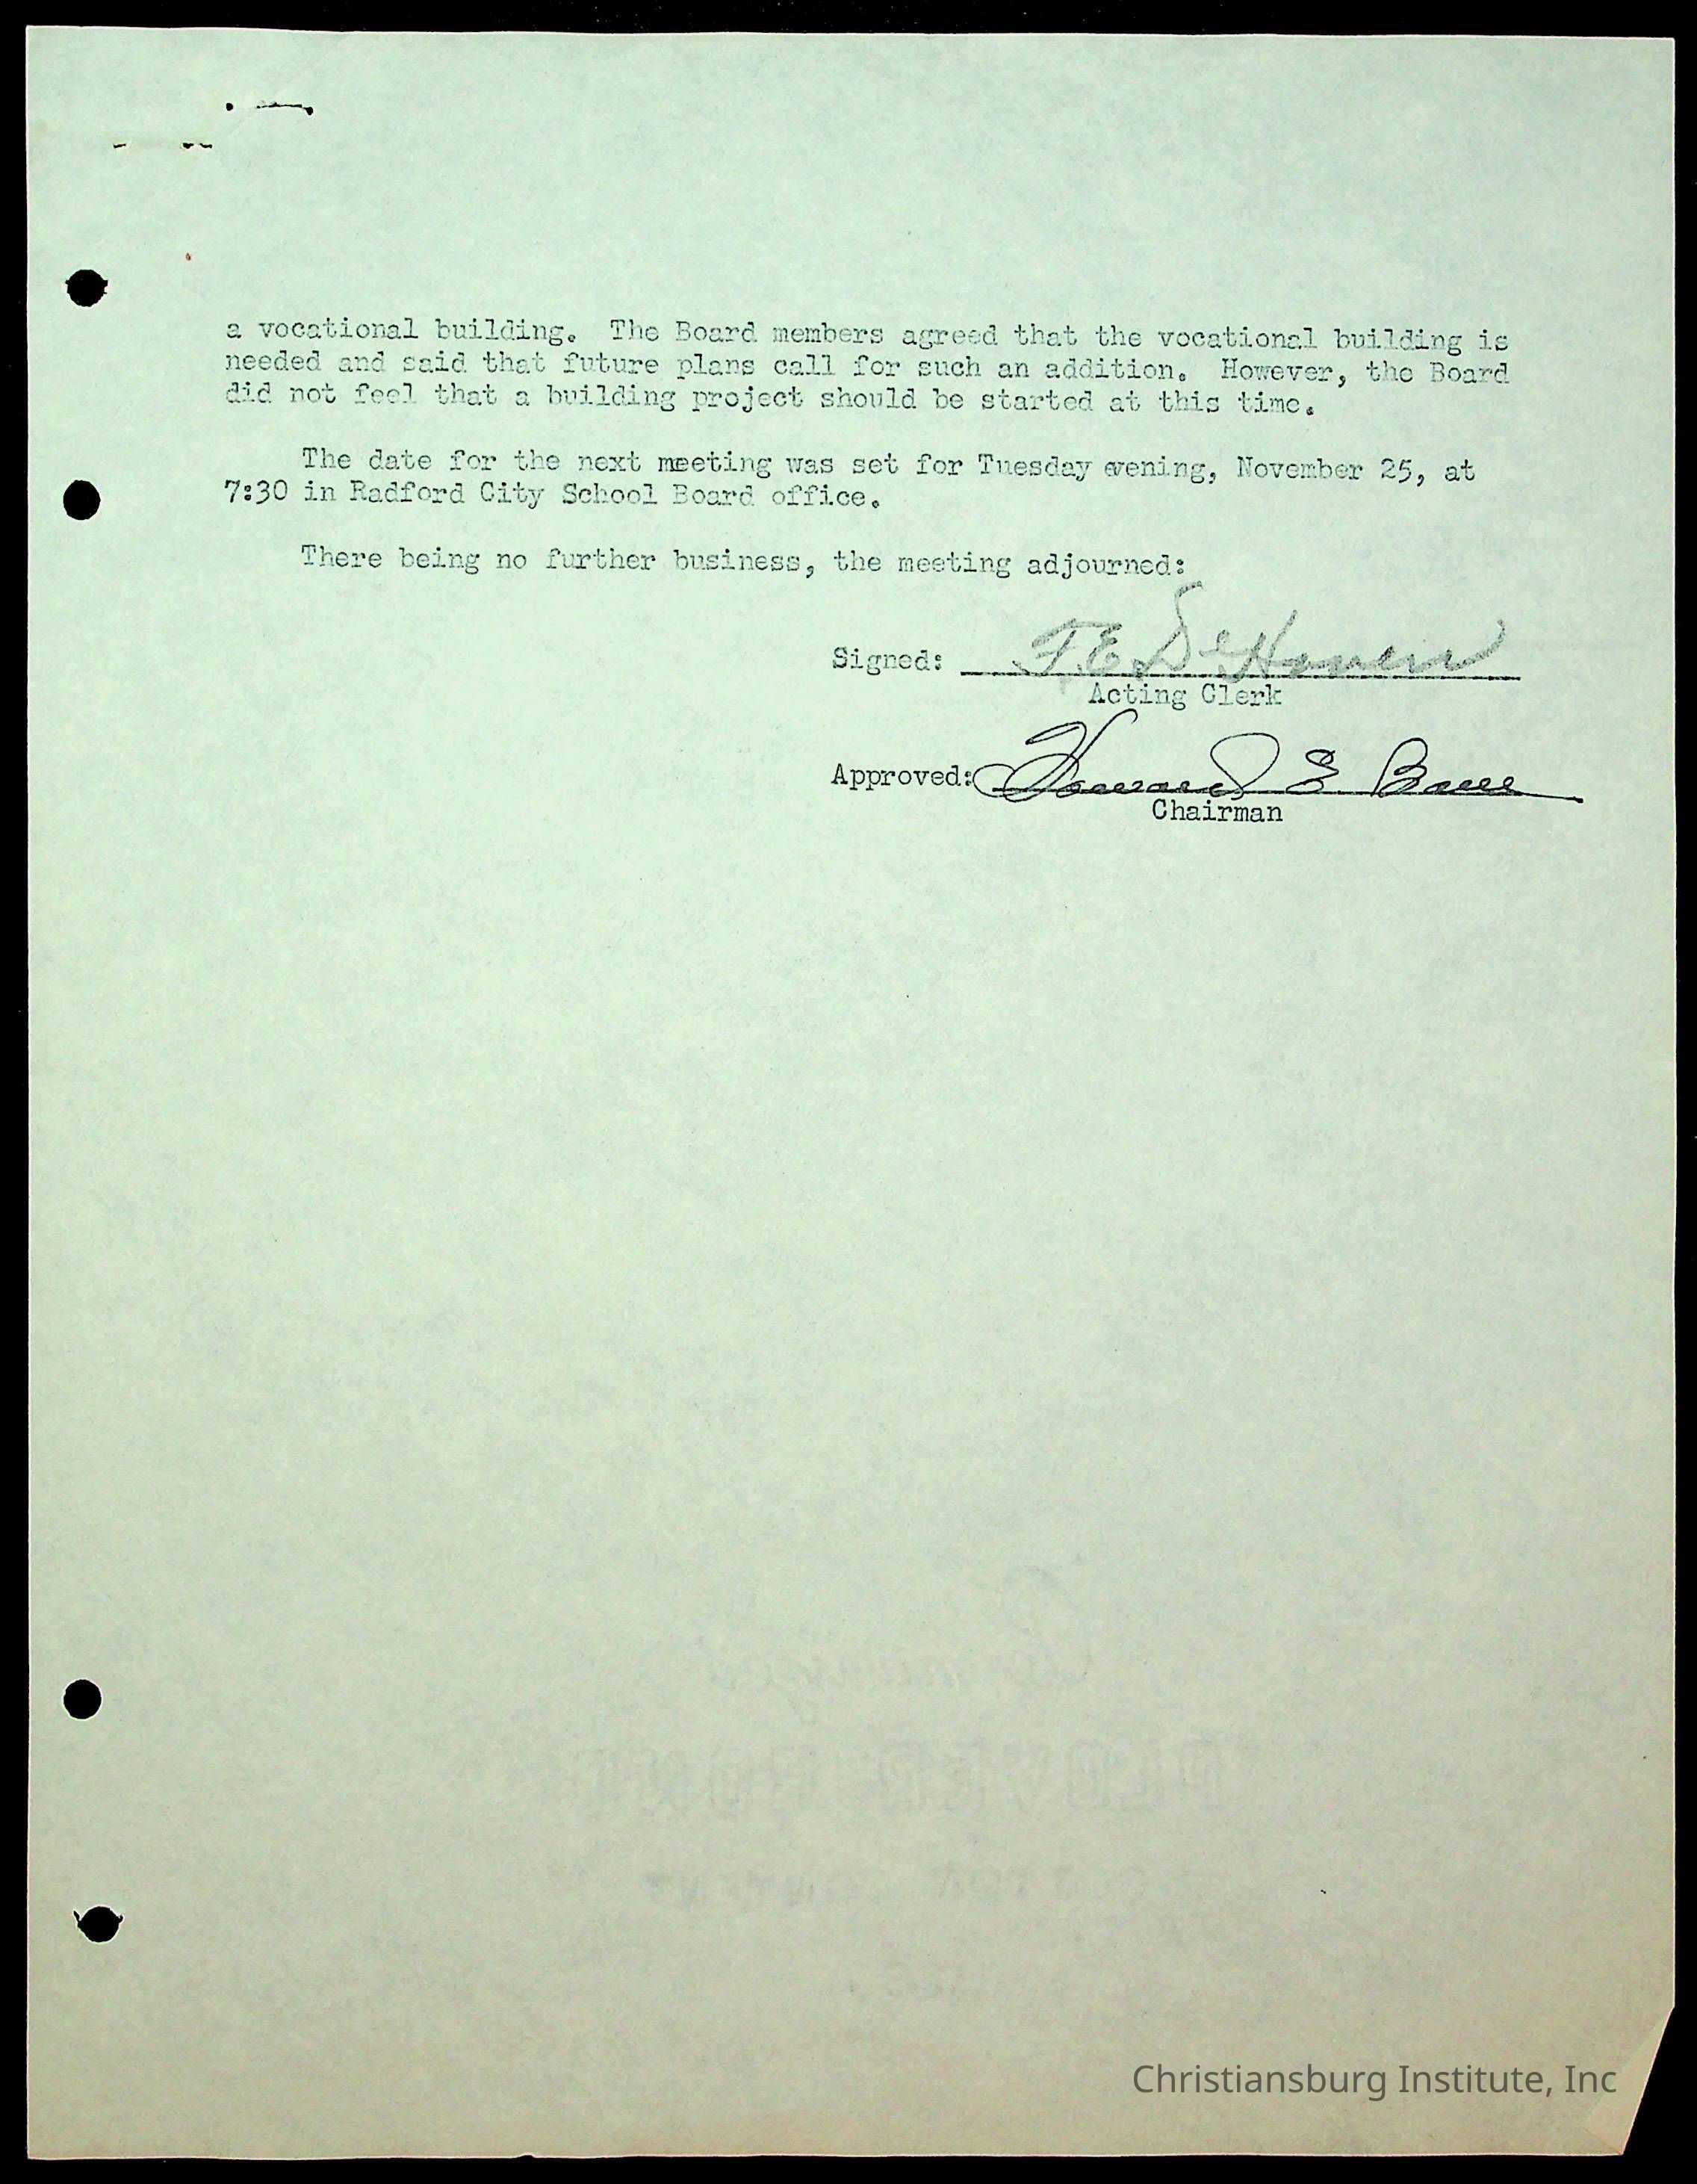 a vocational building. The Board members agreed that the vocational building is
needed and said that future plans call for such an addition. However, the Board
did not feel that a building project should be started at this time.
The date for the next meeting was set for Tuesday evening, November 25, at
7:30 in Radford City School Board office.
There being no further business, the meeting adjourned:
Signed: F. E. DeHaven
Acting Clerk
Approved: Howard E. Bane
Chairman
Christiansburg Institute, Inc